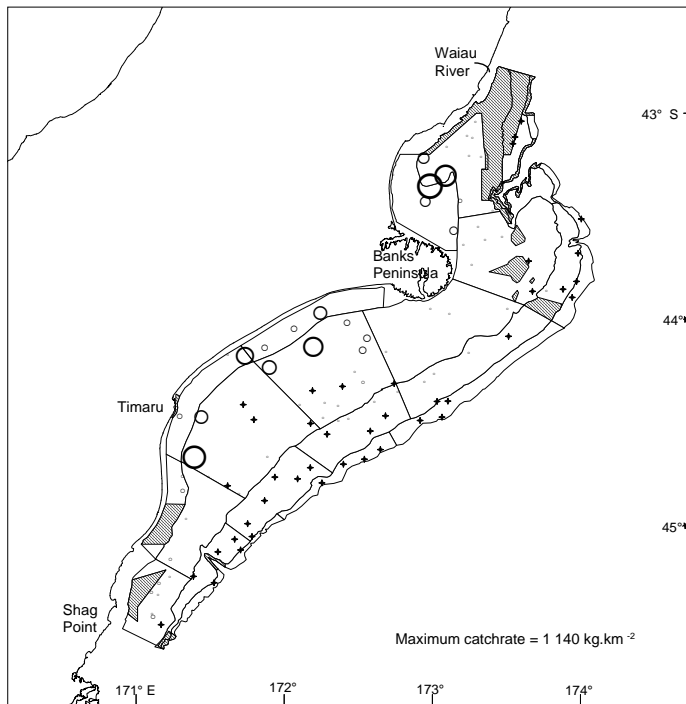 Waiau
River
43° S
Banks
Peninsula
44°
Timaru
45°
Shag
Point
Maximum catchrate = 1 140 kg.km -2
171° E
172°
173°
174°